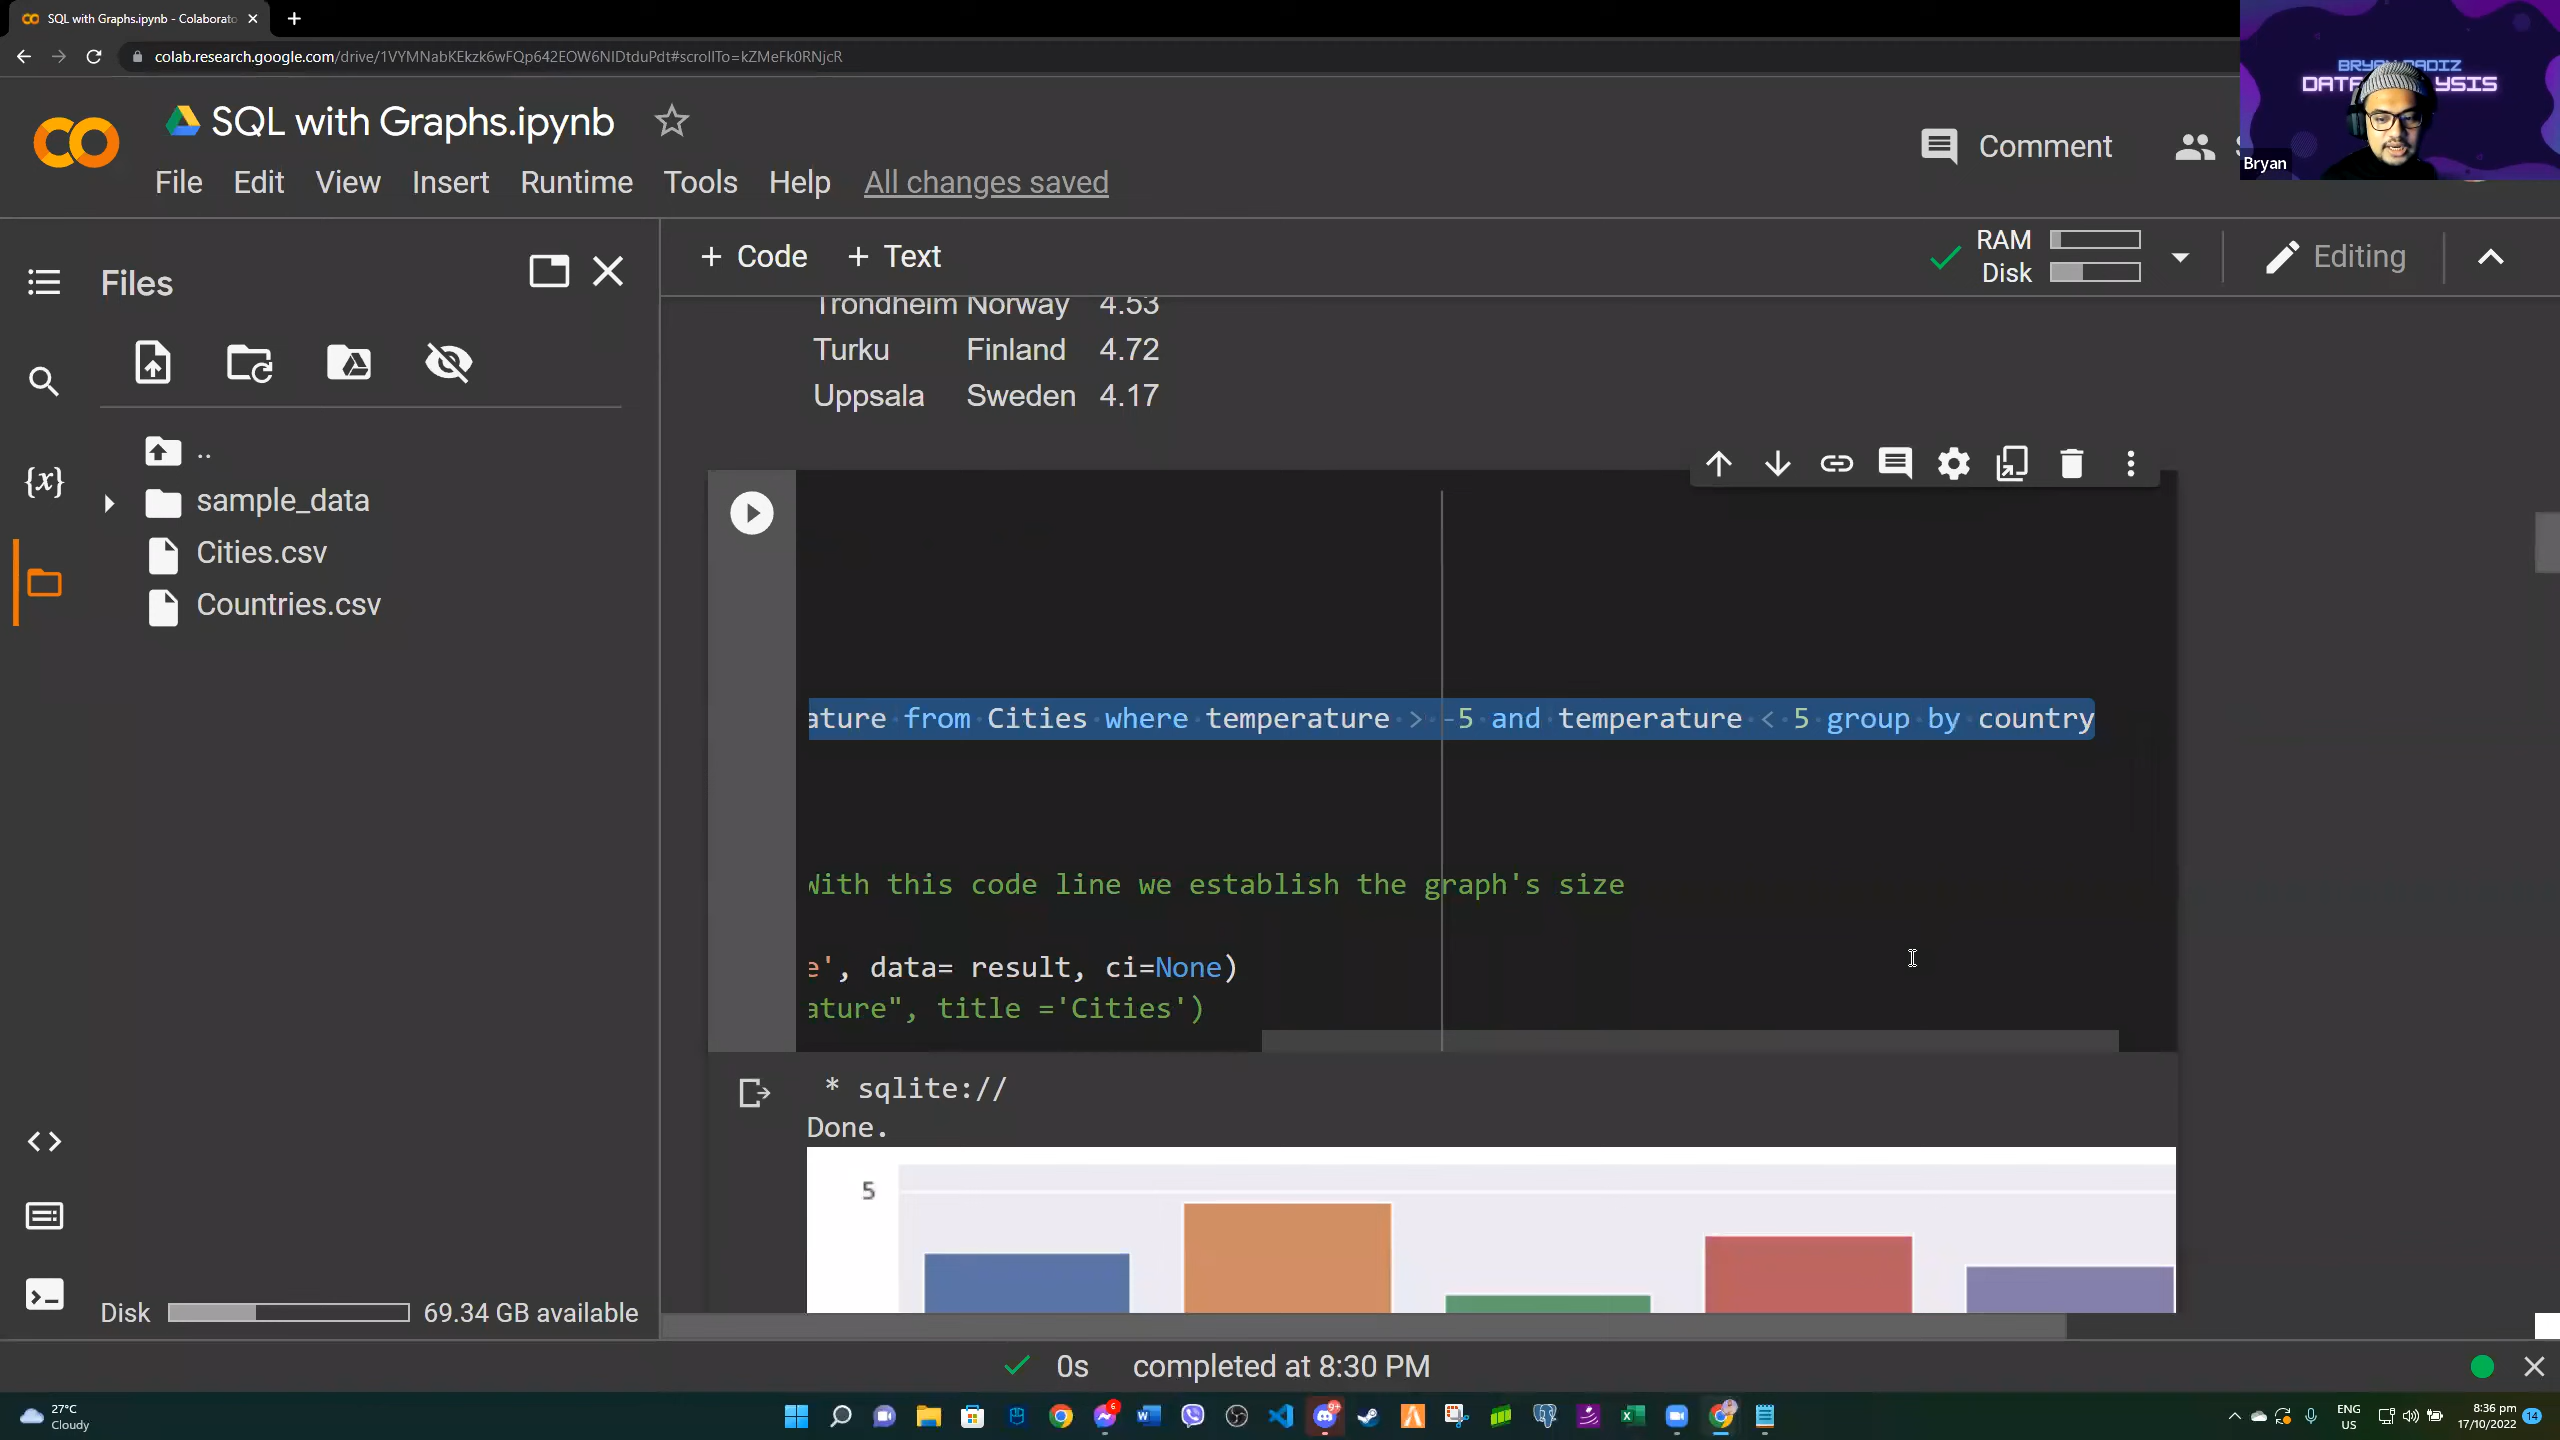 SQL with Graphs.ipynb - Colaborato
colab.research.google.com/drive/1VYMNabKEkzk6wFQp642EOW6NIDtduPdt#scrollTo=kZMeFk0RNjcR
Bryan
SQL with Graphs.ipynb
File Edit View Insert Runtime Tools Help All changes saved
Comment
+ Code + Text
RAM
Disk
Editing
Files
..
sample_data
Cities.csv
Countries.csv
{x}
Disk 69.34 GB available
Trondheim Norway 4.53
Turku Finland 4.72
Uppsala Sweden 4.17
ature from Cities where temperature > -5 and temperature < 5 group by country
With this code line we establish the graph's size
e', data= result, ci=None)
ature", title ='Cities')
* sqlite://
Done.
5
0s completed at 8:30 PM
27°C
Cloudy
ENG
US
8:36 pm
17/10/2022
14